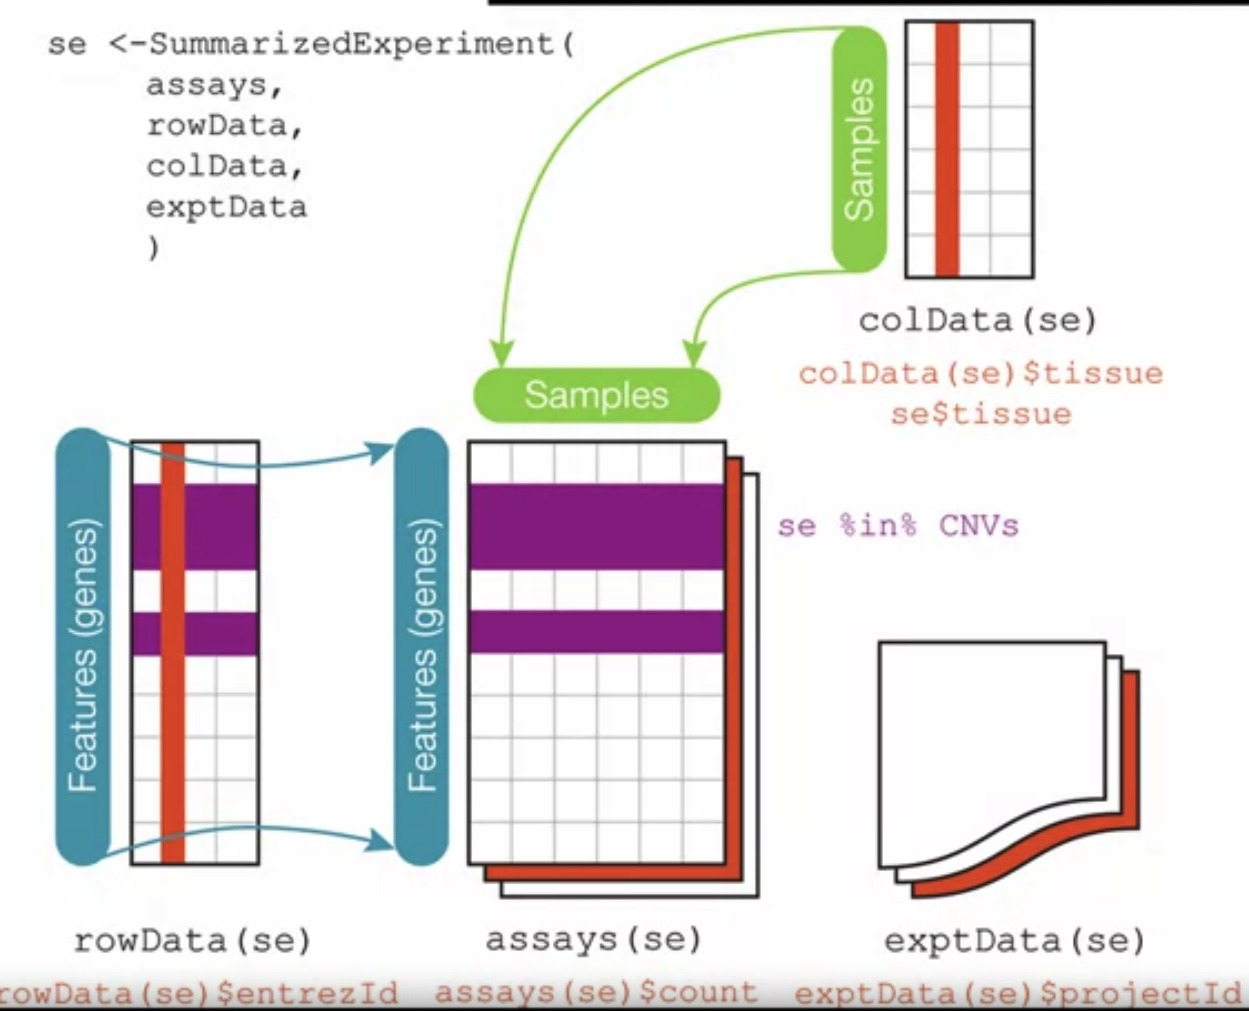 se <-SummarizedExperiment(
assays,
rowData,
colData,
exptData
)
Samples
colData(se)
colData(se)$tissue
se$tissue
Samples
Features (genes)
Features (genes)
se %in% CNVs
rowData(se)
assays(se)
exptData(se)
rowData(se)$entrezId
assays(se)$count
exptData(se)$projectId